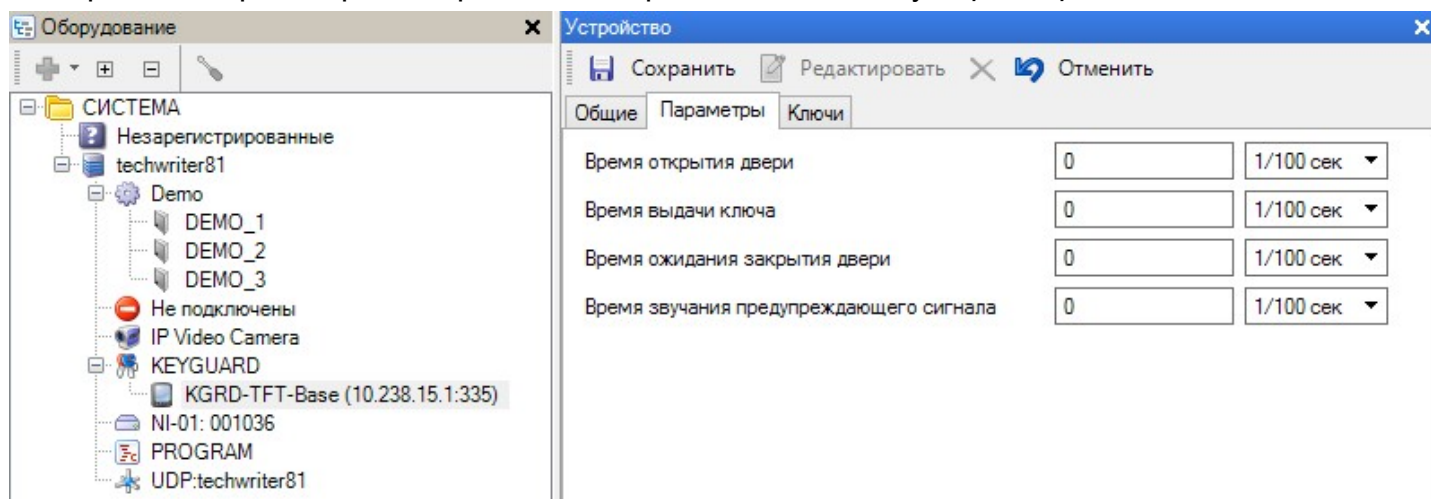 Оборудование
СИСТЕМА
Незарегистрированные
techwriter81
Demo
DEMO_1
DEMO_2
DEMO_3
Не подключены
IP Video Camera
KEYGUARD
KGRD-TFT-Base (10.238.15.1:335)
NI-01: 001036
PROGRAM
UDP:techwriter81
Устройство
Сохранить Редактировать Отменить
Общие Параметры Ключи
Время открытия двери 0 1/100 сек
Время выдачи ключа 0 1/100 сек
Время ожидания закрытия двери 0 1/100 сек
Время звучания предупреждающего сигнала 0 1/100 сек